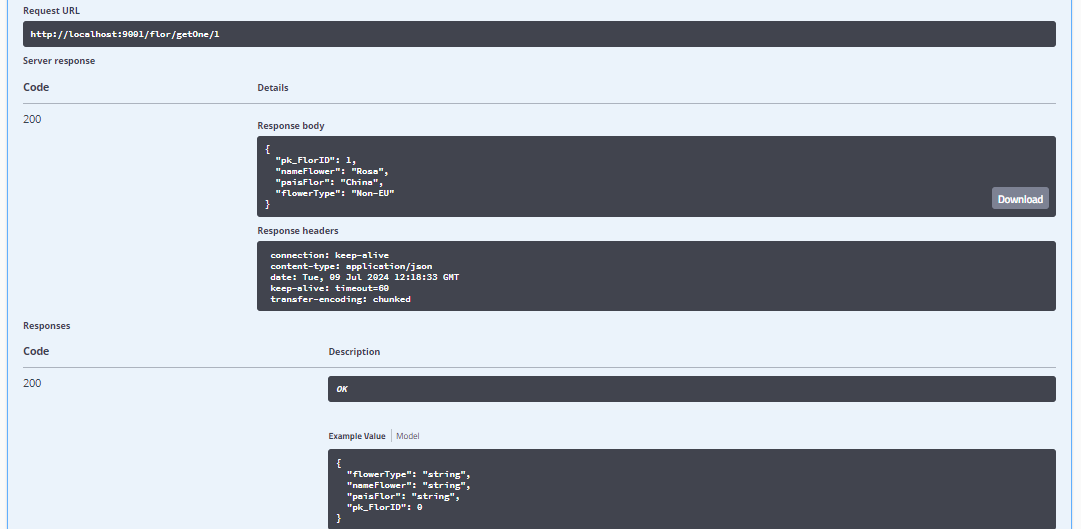 Request URL
http://localhost:9001/flor/getOne/1
Server response
Code Details
200
Response body
{
"pk_FlorID": 1,
"nameFlower": "Rosa",
"paisFlor": "China",
"flowerType": "Non-EU"
}
Download
Response headers
connection: keep-alive
content-type: application/json
date: Tue, 09 Jul 2024 12:18:33 GMT
keep-alive: timeout=60
transfer-encoding: chunked
Responses
Code Description
200
OK
Example Value Model
{
"flowerType": "string",
"nameFlower": "string",
"paisFlor": "string",
"pk_FlorID": 0
}